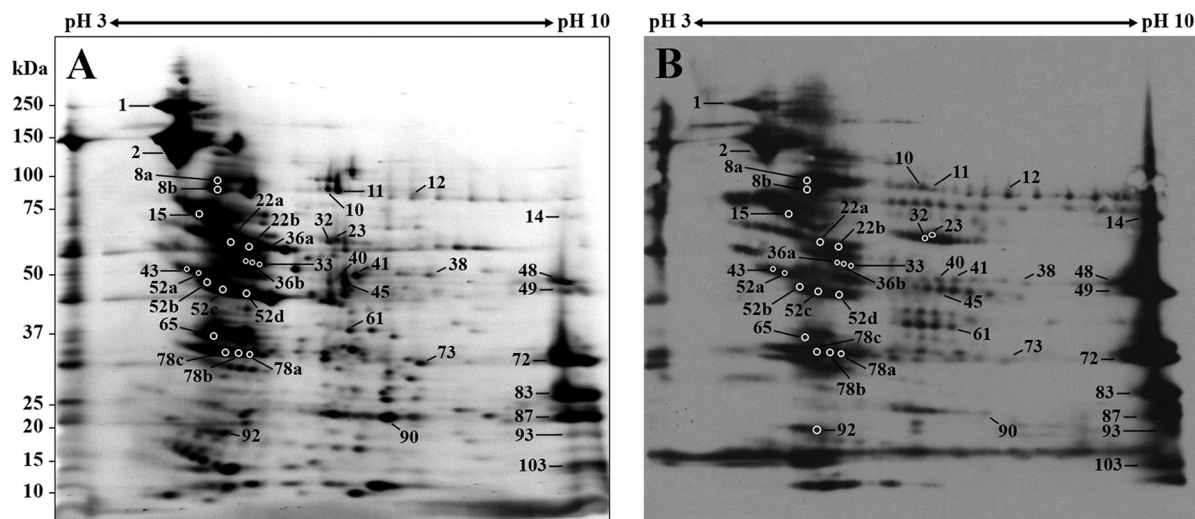 pH 3 pH 10 pH 3 pH 10
kDa
A
250
150
100
75
50
37
25
20
15
10
1
2
8a
8b
15
22a
22b
36a
32 23
10
11
12
14
43
52a
52b
52c
52d
36b
33
40
41
45
38
48
49
65
61
78c
78b
78a
73
72
83
87
93
92
90
103
B
1
2
8a
8b
15
10
11
12
14
22a
22b
32
23
36a
33
36b
43
52a
52b
52c
52d
40
41
45
38
48
49
65
78c
78a
78b
61
73
72
83
87
93
92
90
103